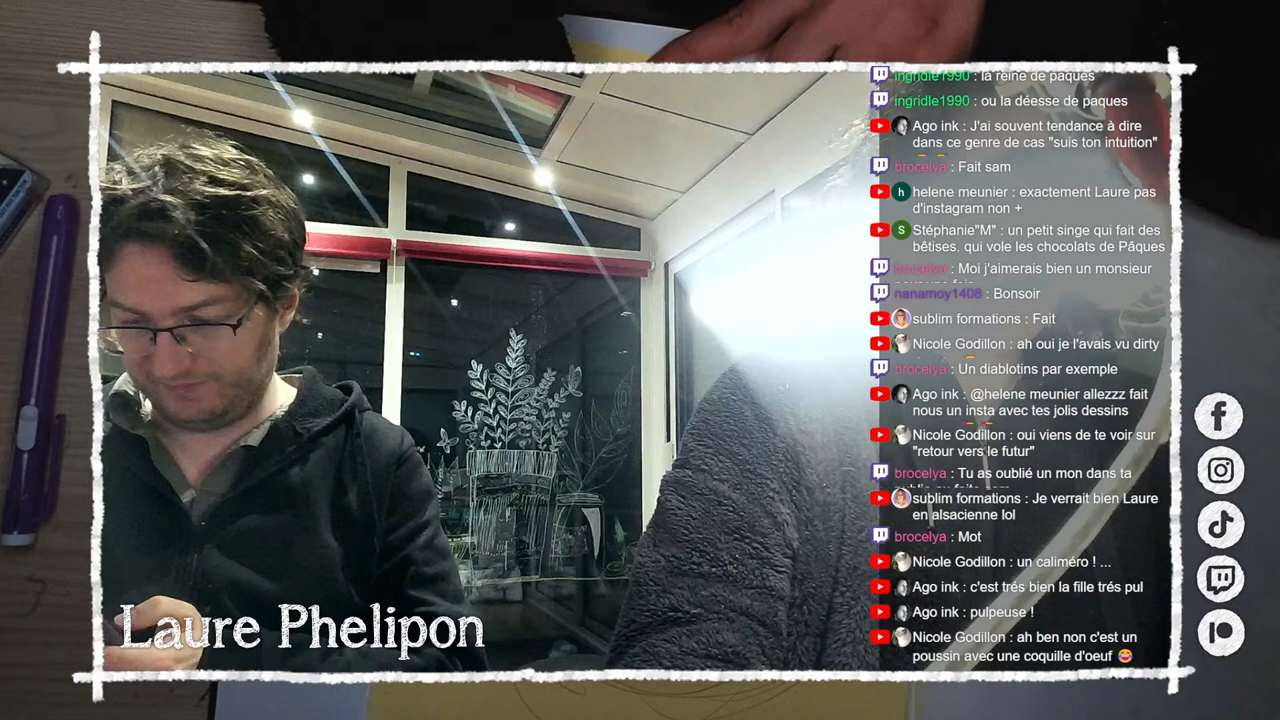 ingridle1990 : la reine de paques
ingridle1990 : ou la déesse de paques
Ago ink : J'ai souvent tendance à dire
dans ce genre de cas "suis ton intuition"
brocelya : Fait sam
helene meunier : exactement Laure pas
d'instagram non +
Stéphanie"M" : un petit singe qui fait des
bêtises. qui vole les chocolats de Pâques
brocelya : Moi j'aimerais bien un monsieur
nanamoy1408 : Bonsoir
sublim formations : Fait
Nicole Godillon : ah oui je l'avais vu dirty
brocelya : Un diablotins par exemple
Ago ink : @helene meunier allezzz fait
nous un insta avec tes jolis dessins
Nicole Godillon : oui viens de te voir sur
"retour vers le futur"
brocelya : Tu as oublié un mon dans ta
sublim formations : Je verrait bien Laure
en alsacienne lol
brocelya : Mot
Nicole Godillon : un caliméro ! ...
Ago ink : c'est trés bien la fille trés pul
Ago ink : pulpeuse !
Nicole Godillon : ah ben non c'est un
poussin avec une coquille d'oeuf 😄
Laure Phelipon